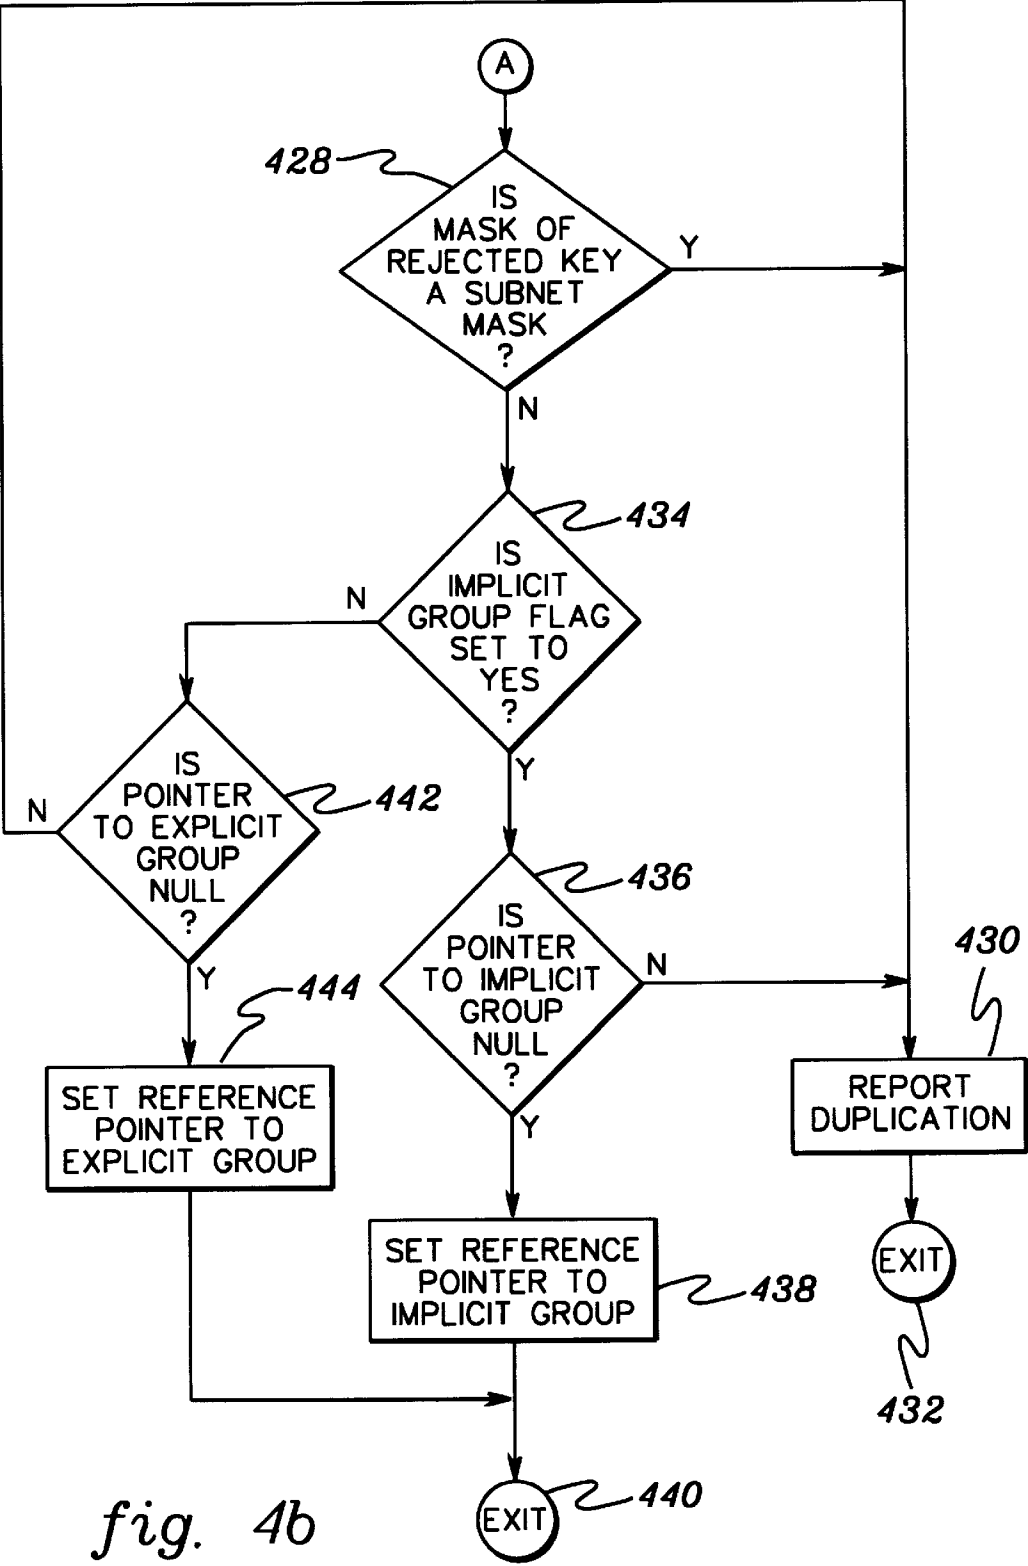 A
428
IS
MASK OF
REJECTED KEY
A SUBNET
MASK
?
Y
N
434
IS
IMPLICIT
GROUP FLAG
SET TO
YES
?
N
Y
IS
POINTER
TO EXPLICIT
GROUP
NULL
?
442
N
Y
436
IS
POINTER
TO IMPLICIT
GROUP
NULL
?
N
Y
430
444
SET REFERENCE
POINTER TO
EXPLICIT GROUP
REPORT
DUPLICATION
SET REFERENCE
POINTER TO
IMPLICIT GROUP
438
EXIT
432
EXIT
440
fig. 4b